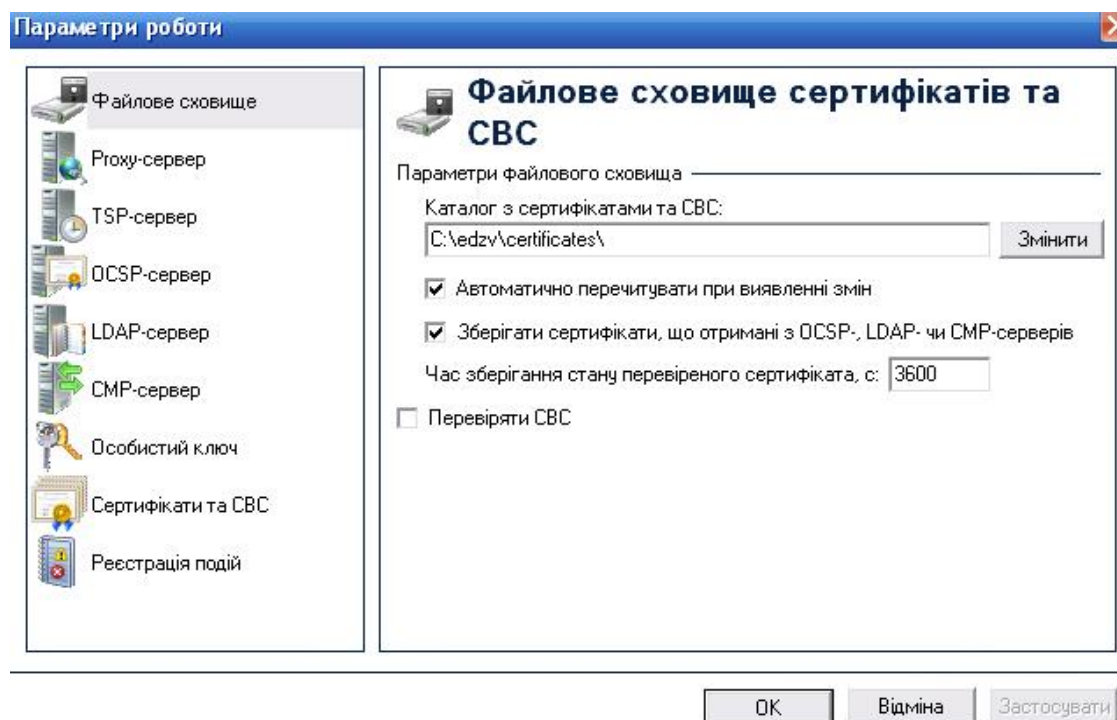 Параметри роботи
Файлове сховище
Proxy-сервер
TSP-сервер
OCSP-сервер
LDAP-сервер
CMP-сервер
Особистий ключ
Сертифікати та СВС
Реєстрація подій
Файлове сховище сертифікатів та
СВС
Параметри файлового сховища
Каталог з сертифікатами та СВС:
C:\edzv\certificates\
Змінити
Автоматично перечитувати при виявленні змін
Зберігати сертифікати, що отримані з OCSP-, LDAP- чи CMP-серверів
Час зберігання стану перевіреного сертифіката, с: 3600
Перевіряти СВС
OK
Відміна
Застосувати